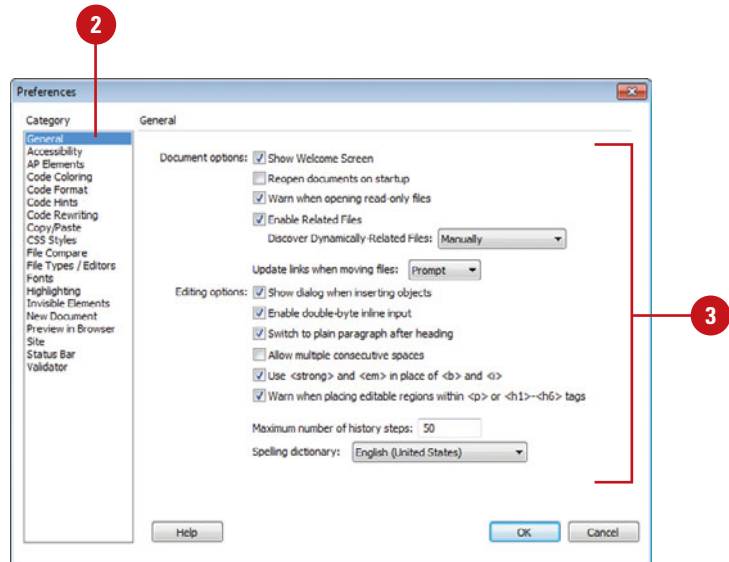 2
Preferences
Category
General
General
Accessibility
AP Elements
Code Coloring
Code Format
Code Hints
Code Rewriting
Copy/Paste
CSS Styles
File Compare
File Types / Editors
Fonts
Highlighting
Invisible Elements
New Document
Preview in Browser
Site
Status Bar
Validator
Document options: Show Welcome Screen
Reopen documents on startup
Warn when opening read-only files
Enable Related Files
Discover Dynamically-Related Files: Manually
Update links when moving files: Prompt
Editing options: Show dialog when inserting objects
Enable double-byte inline input
Switch to plain paragraph after heading
Allow multiple consecutive spaces
Use <strong> and <em> in place of <b> and <i>
Warn when placing editable regions within <p> or <h1>-<h6> tags
Maximum number of history steps: 50
Spelling dictionary: English (United States)
3
Help OK Cancel